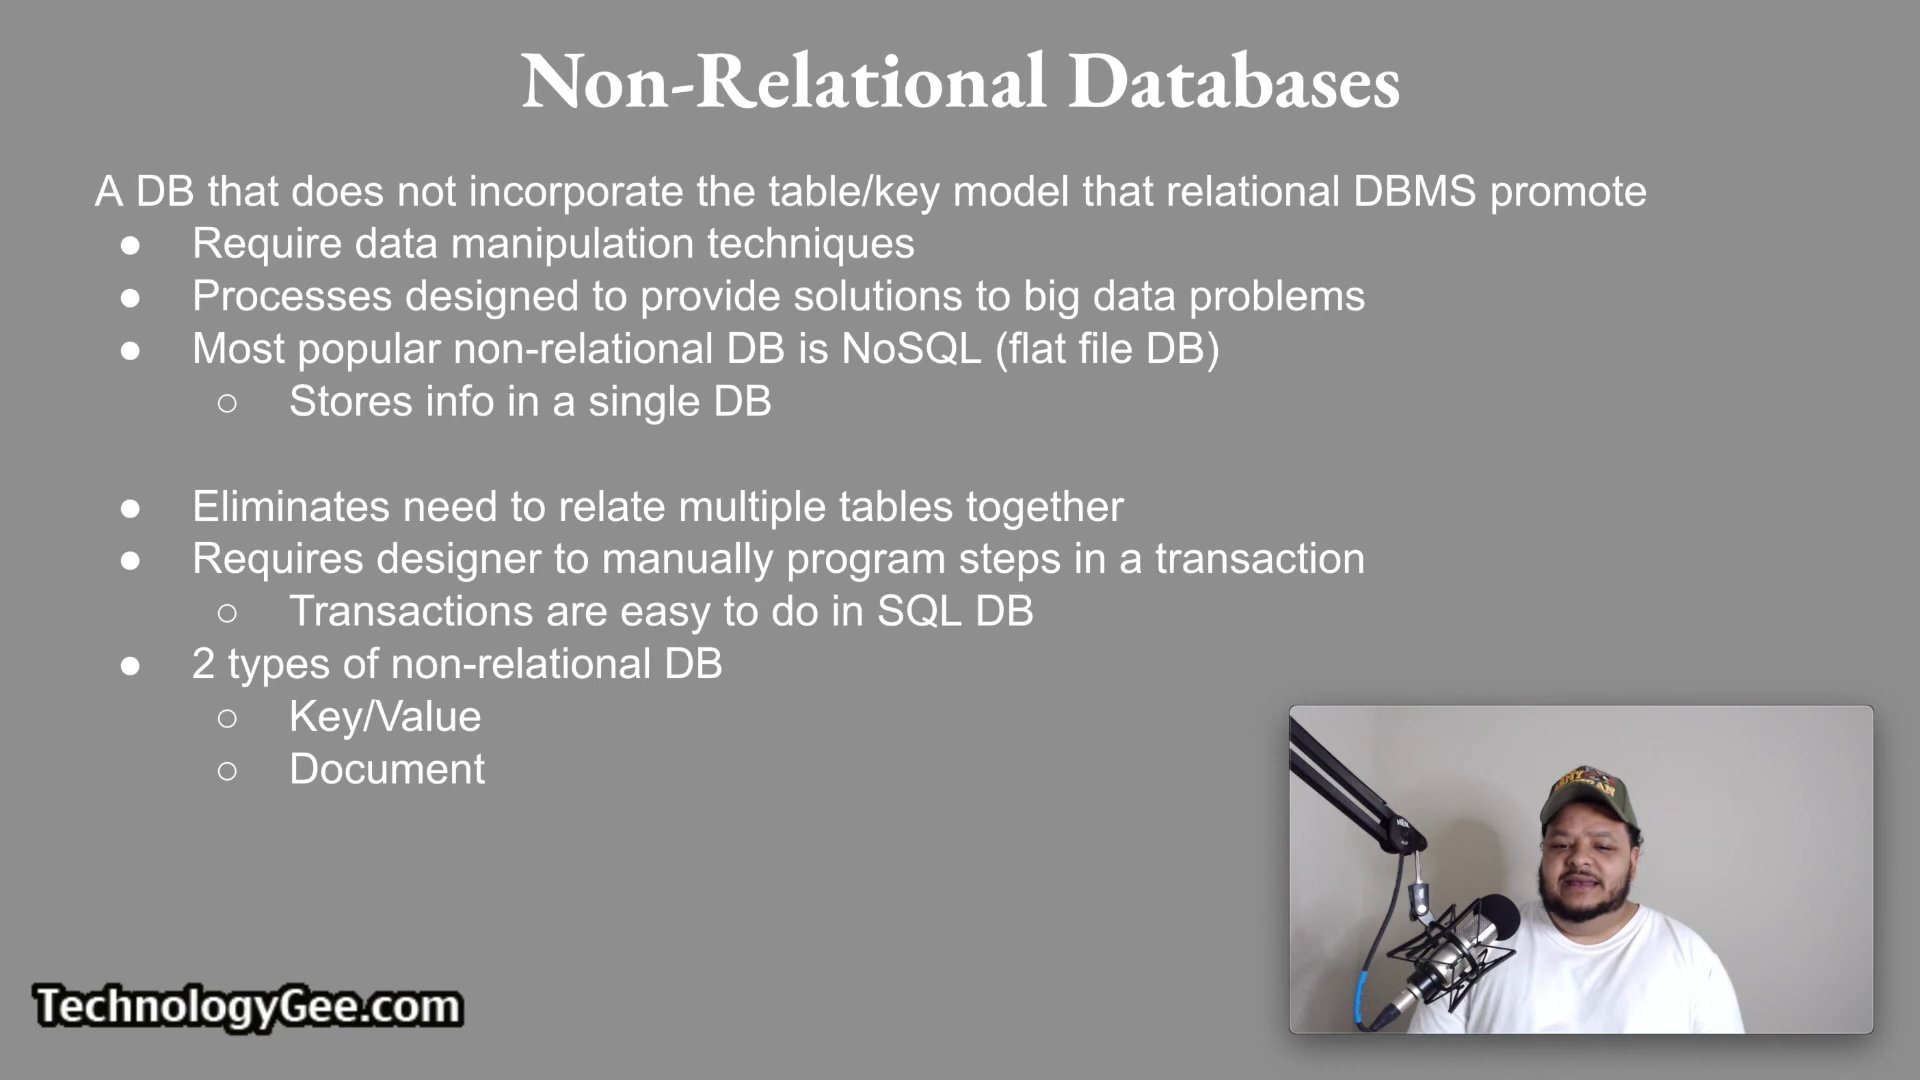 Non-Relational Databases
A DB that does not incorporate the table/key model that relational DBMS promote
● Require data manipulation techniques
● Processes designed to provide solutions to big data problems
● Most popular non-relational DB is NoSQL (flat file DB)
○ Stores info in a single DB
● Eliminates need to relate multiple tables together
● Requires designer to manually program steps in a transaction
○ Transactions are easy to do in SQL DB
● 2 types of non-relational DB
○ Key/Value
○ Document
TechnologyGee.com